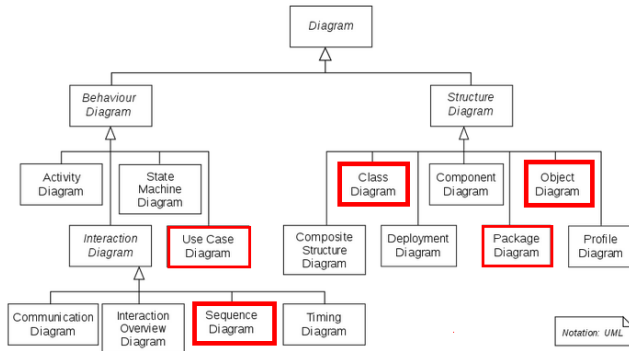 Diagram
Behaviour
Diagram
Structure
Diagram
Activity
Diagram
State
Machine
Diagram
Class
Diagram
Component
Diagram
Object
Diagram
Interaction
Diagram
Use Case
Diagram
Composite
Structure
Diagram
Deployment
Diagram
Package
Diagram
Profile
Diagram
Communication
Diagram
Interaction
Overview
Diagram
Sequence
Diagram
Timing
Diagram
Notation: UML